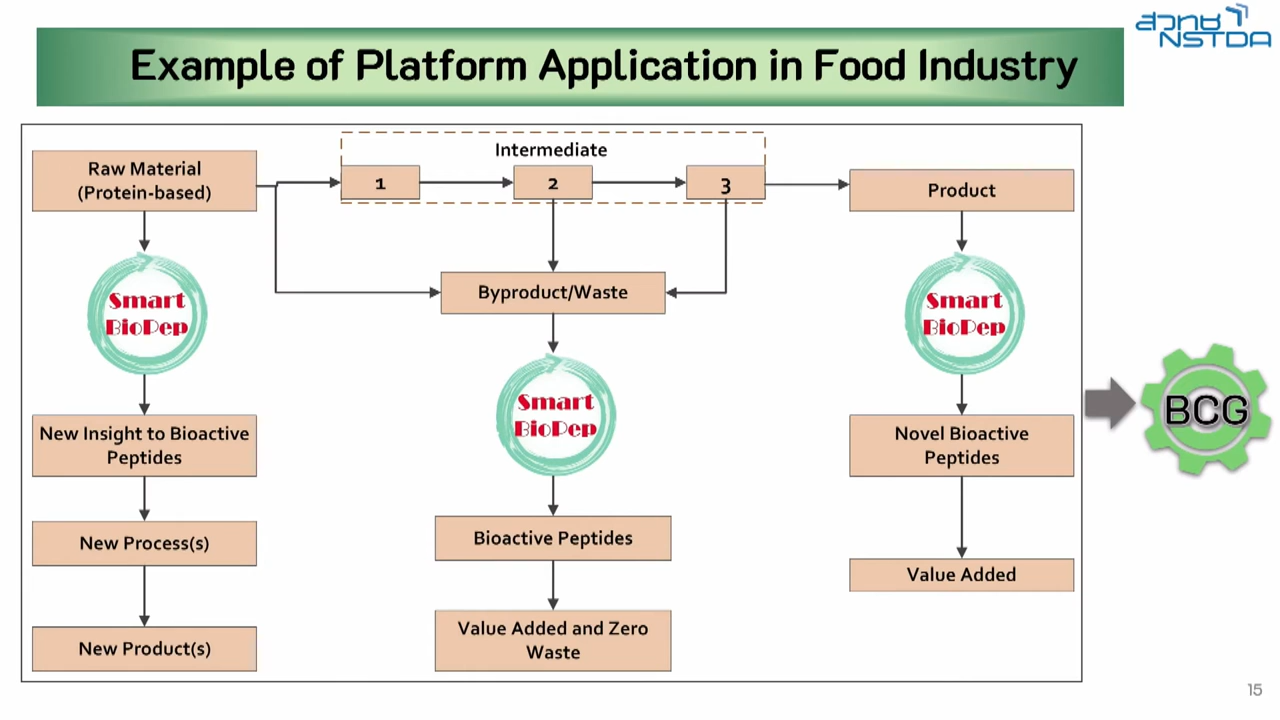 สวทช
NSTDA
Example of Platform Application in Food Industry
Raw Material
(Protein-based)
Intermediate
1
2
3
Product
Byproduct/Waste
Smart
BioPep
Smart
BioPep
Smart
BioPep
New Insight to Bioactive
Peptides
New Process(s)
New Product(s)
Bioactive Peptides
Value Added and Zero
Waste
Novel Bioactive
Peptides
Value Added
BCG
15